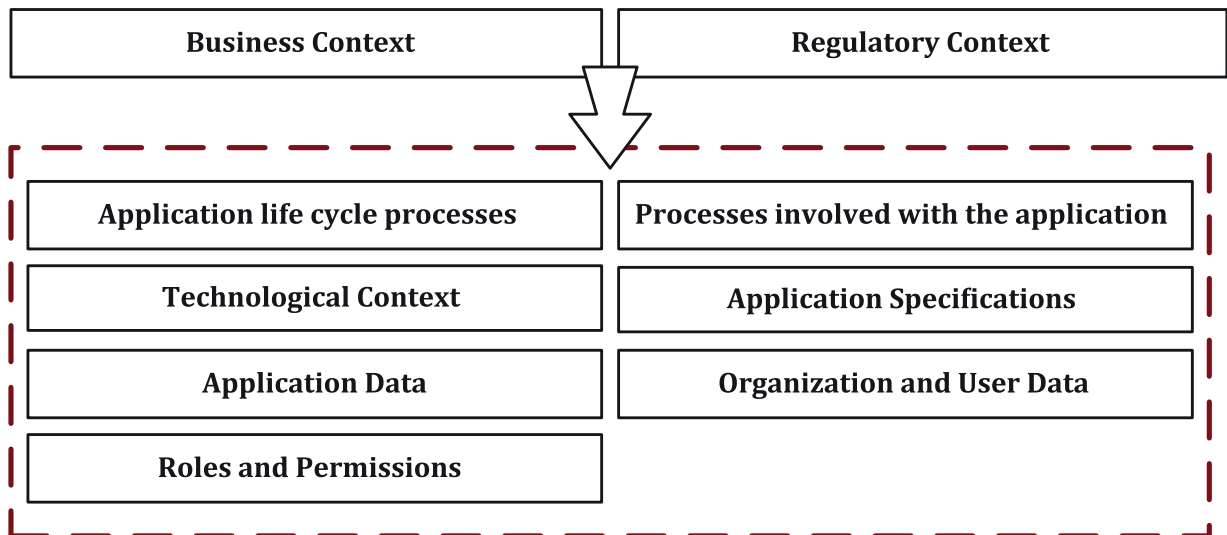 Business Context
Regulatory Context
Application life cycle processes
Processes involved with the application
Technological Context
Application Specifications
Application Data
Organization and User Data
Roles and Permissions